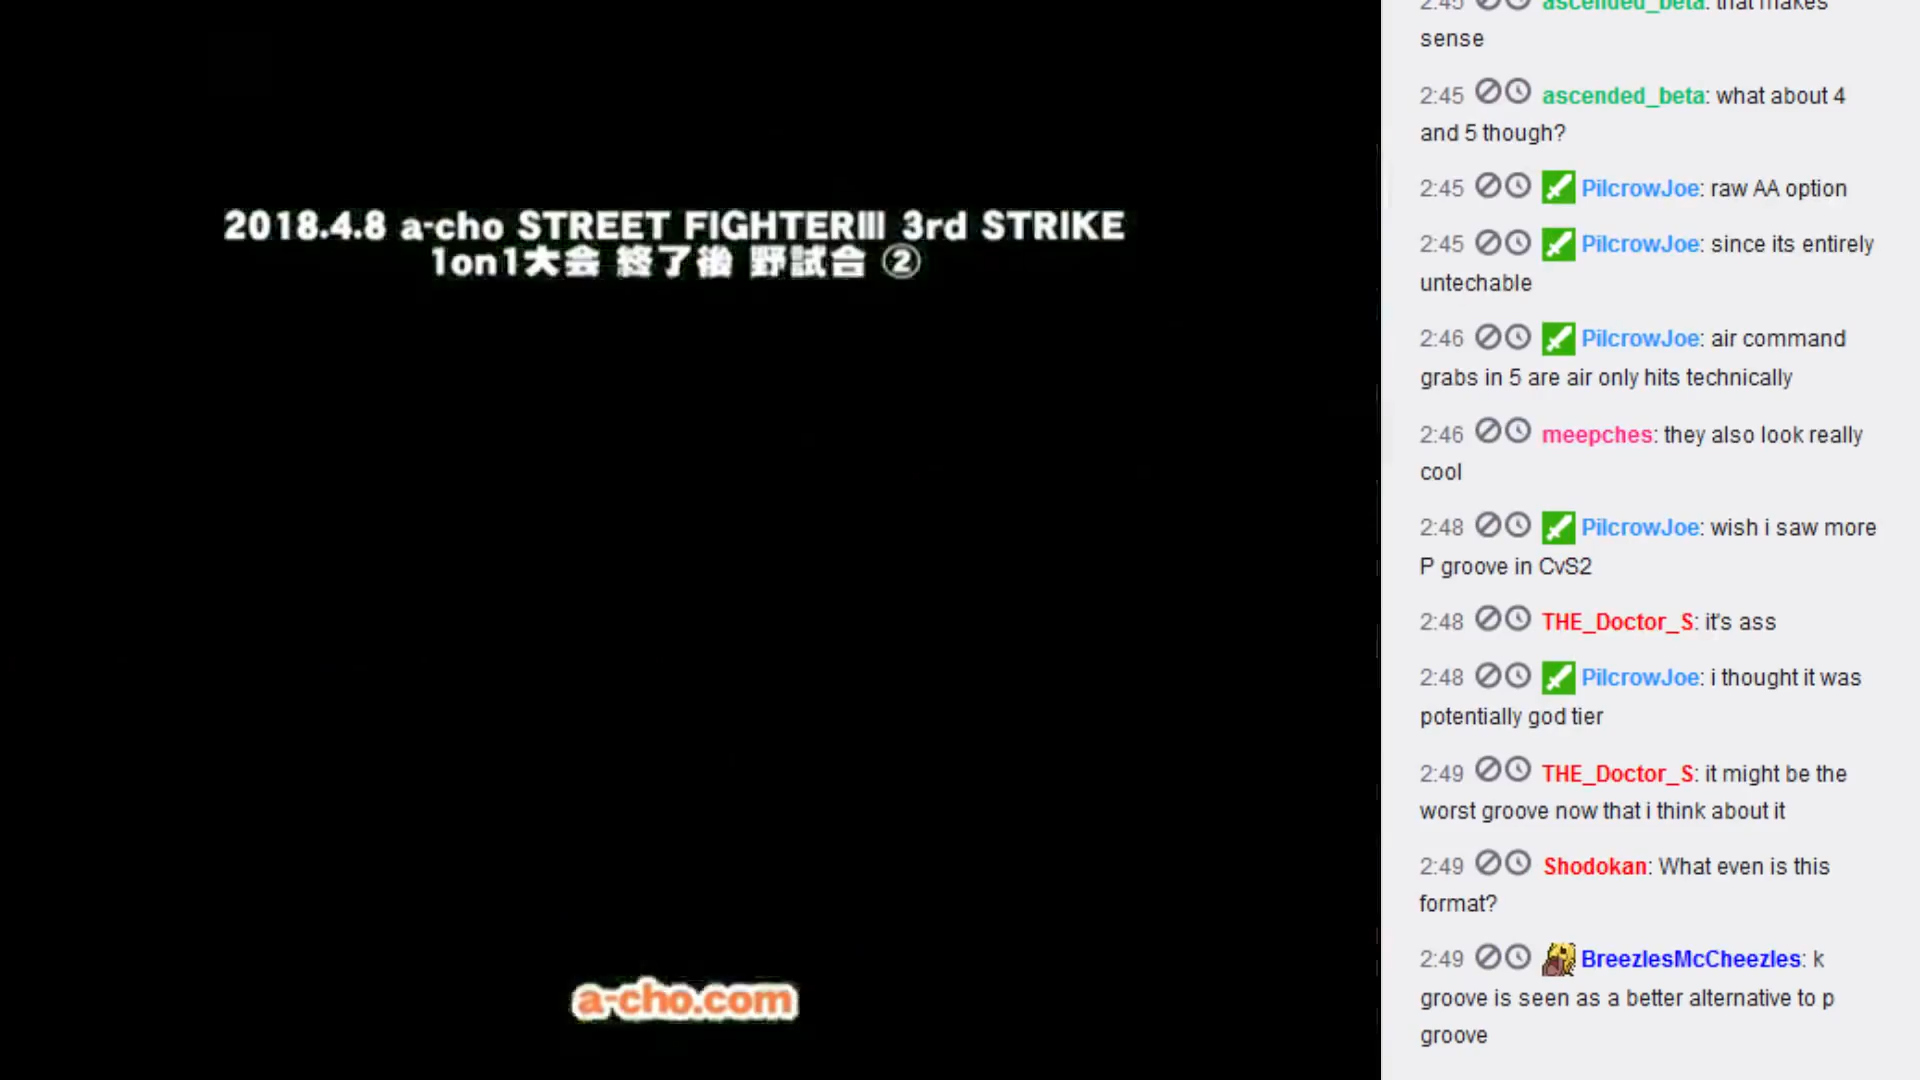 2018.4.8 a-cho STREET FIGHTERⅢ 3rd STRIKE
1on1大会 終了後 野試合 ②
a-cho.com
2:45 ascended_beta: that makes
sense
2:45 ascended_beta: what about 4
and 5 though?
2:45 PilcrowJoe: raw AA option
2:45 PilcrowJoe: since its entirely
untechable
2:46 PilcrowJoe: air command
grabs in 5 are air only hits technically
2:46 meepches: they also look really
cool
2:48 PilcrowJoe: wish i saw more
P groove in CvS2
2:48 THE_Doctor_S: it's ass
2:48 PilcrowJoe: i thought it was
potentially god tier
2:49 THE_Doctor_S: it might be the
worst groove now that i think about it
2:49 Shodokan: What even is this
format?
2:49 BreezlesMcCheezles: k
groove is seen as a better alternative to p
groove